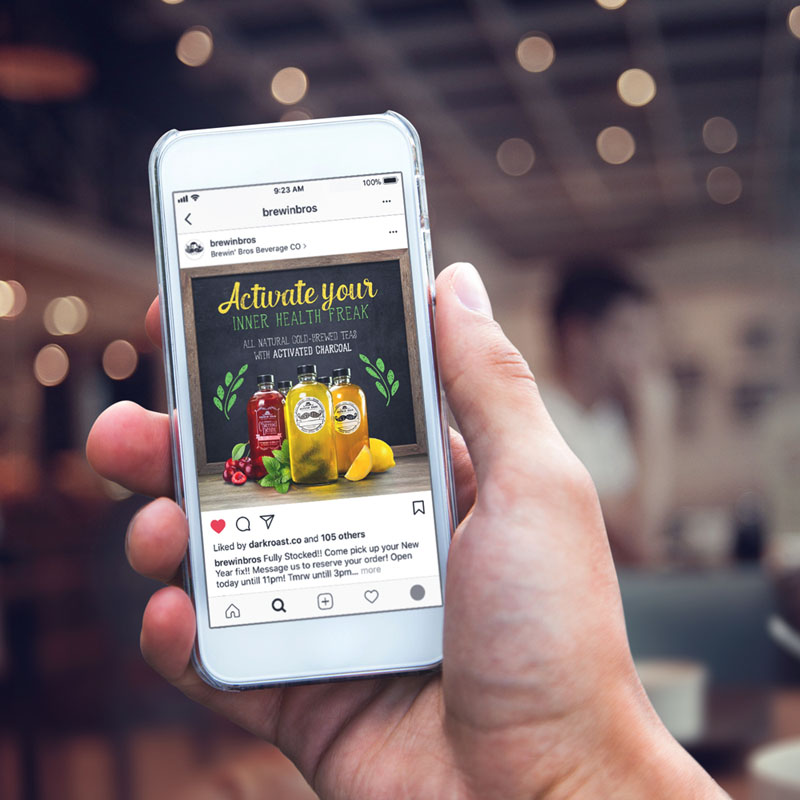 9:23 AM
100%
brewinbros
brewinbros
Brewin' Bros Beverage CO >
Activate your
INNER HEALTH FREAK
ALL NATURAL COLD-BREWED TEAS
WITH ACTIVATED CHARCOAL
Liked by darkroast.co and 105 others
brewinbros Fully Stocked!! Come pick up your New
Year fix!! Message us to reserve your order! Open
today untill 11pm! Tmrw untill 3pm... more